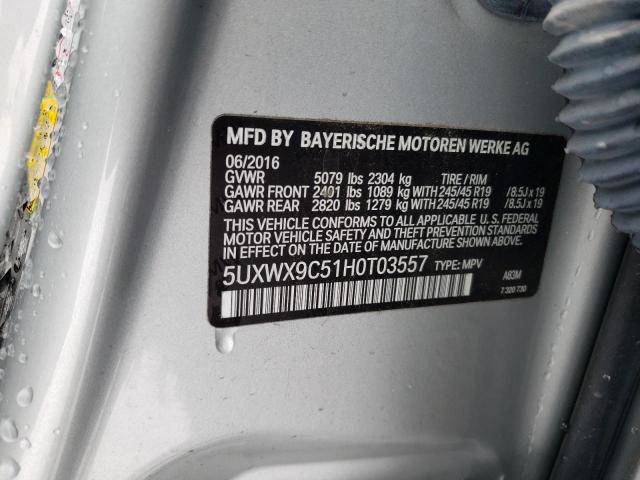 MFD BY BAYERISCHE MOTOREN WERKE AG
06/2016
GVWR 5079 lbs 2304 kg TIRE / RIM
GAWR FRONT 2401 lbs 1089 kg WITH 245/45 R19 / 8.5J x 19
GAWR REAR 2820 lbs 1279 kg WITH 245/45 R19 / 8.5J x 19
THIS VEHICLE CONFORMS TO ALL APPLICABLE U. S. FEDERAL
MOTOR VEHICLE SAFETY AND THEFT PREVENTION STANDARDS
IN EFFECT ON THE DATE OF MANUFACTURE SHOWN ABOVE.
5UXWX9C51H0T03557 TYPE: MPV
A83M
7 320 730